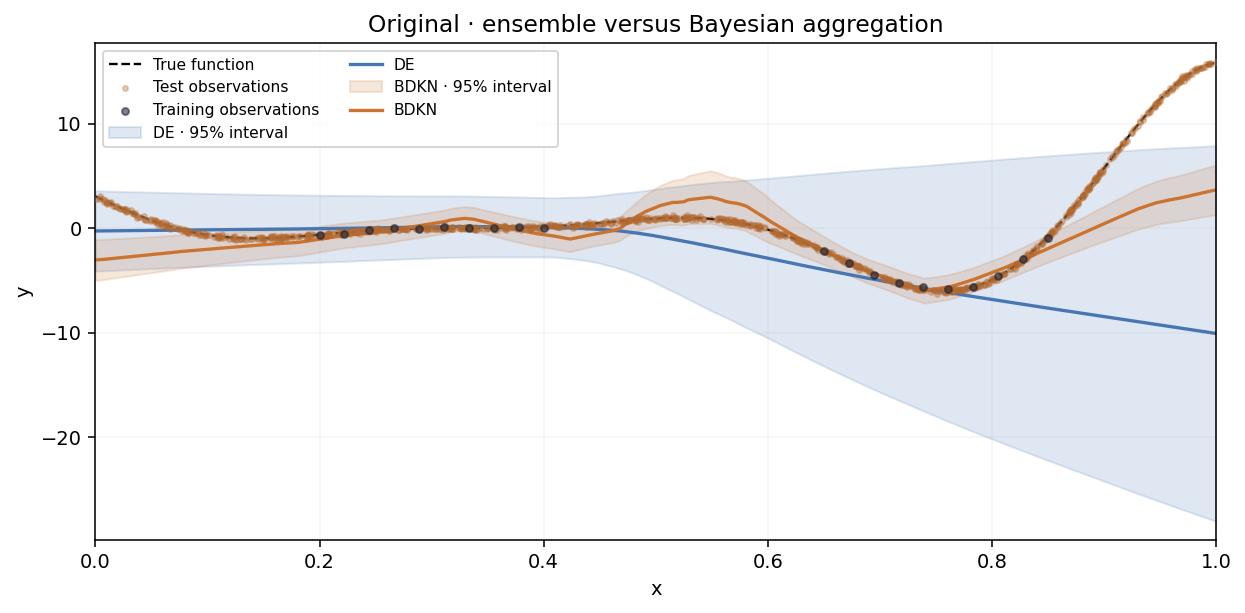 Original · ensemble versus Bayesian aggregation
True function
Test observations
Training observations
DE · 95% interval
DE
BDKN · 95% interval
BDKN
10
0
−10
−20
y
0.0 0.2 0.4 0.6 0.8 1.0
x